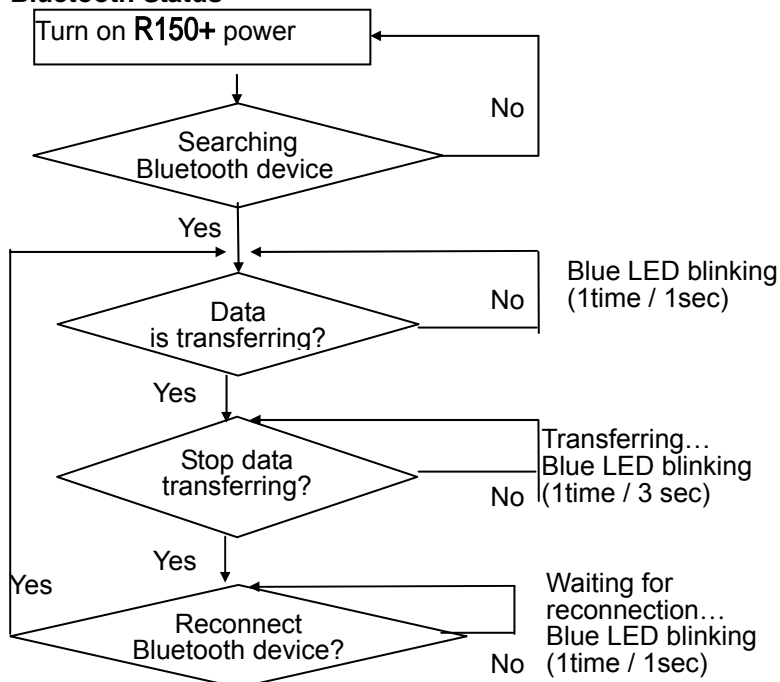 Bluetooth Status
Turn on R150+ power
No
Searching
Bluetooth device
Yes
Blue LED blinking
(1time / 1sec)
No
Data
is transferring?
Yes
Transferring…
Blue LED blinking
(1time / 3 sec)
No
Stop data
transferring?
Yes
Yes
Waiting for
reconnection…
Blue LED blinking
(1time / 1sec)
No
Reconnect
Bluetooth device?